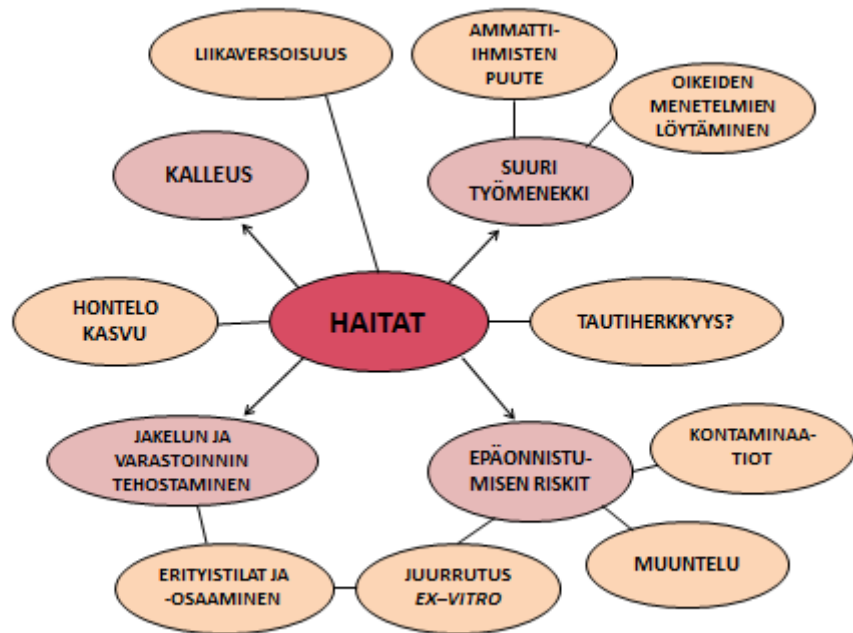 LIIKAVERSOISUUS
AMMATTI-
IHMISTEN
PUUTE
OIKEIDEN
MENETELMIEN
LÖYTÄMINEN
KALLEUS
SUURI
TYÖMENEKKI
HONTELO
KASVU
HAITAT
TAUTIHERKKYYS?
JAKELUN JA
VARASTOINNIN
TEHOSTAMINEN
EPÄONNISTU-
MISEN RISKIT
KONTAMINAA-
TIOT
ERITYISTILAT JA
-OSAAMINEN
JUURRUTUS
EX–VITRO
MUUNTELU